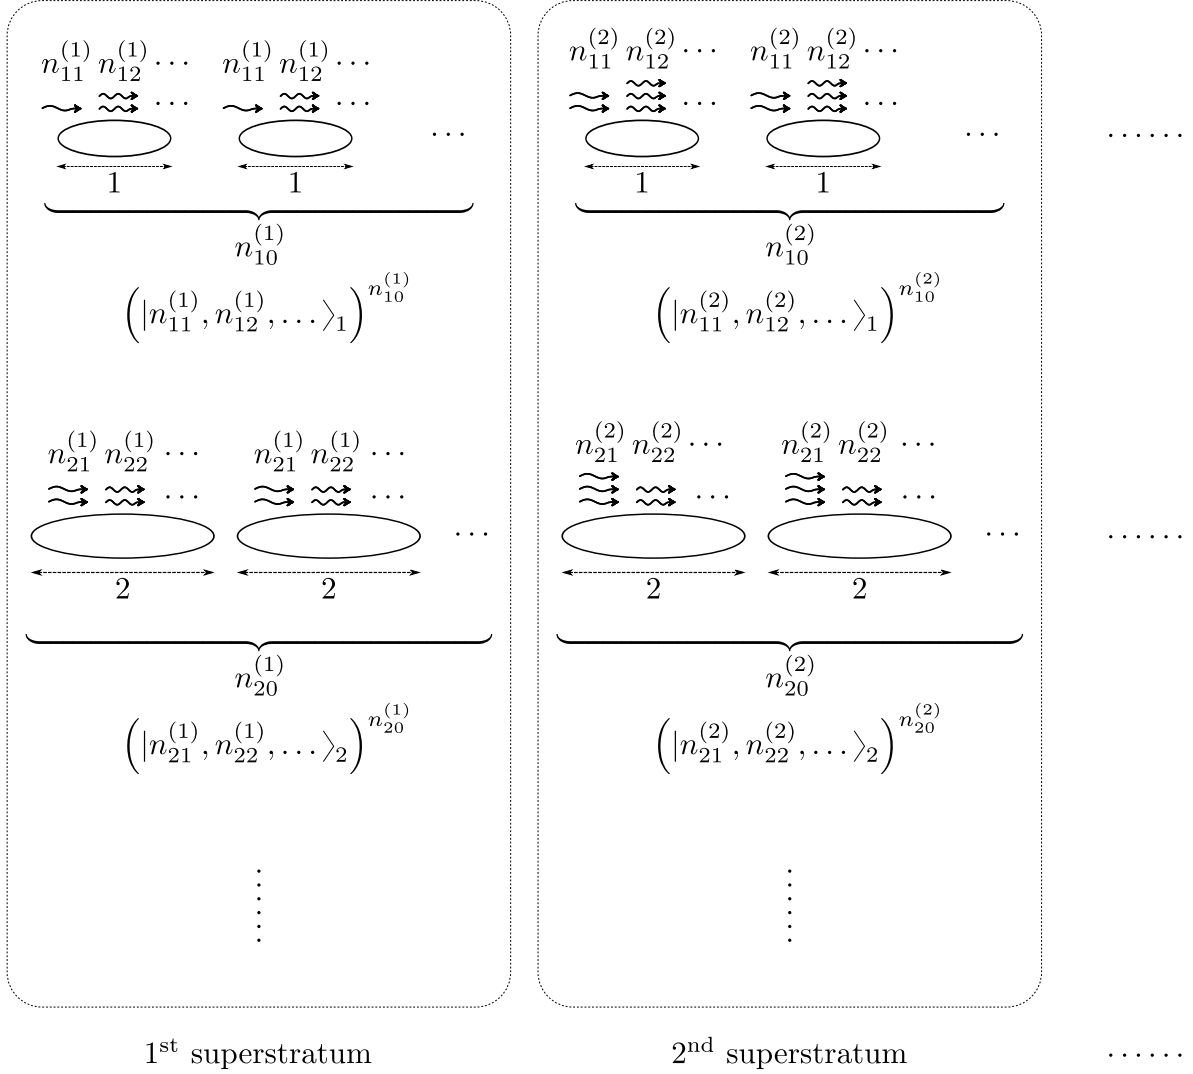 n_{11}^{(1)} n_{12}^{(1)} ··· n_{11}^{(1)} n_{12}^{(1)} ···
n_{11}^{(2)} n_{12}^{(2)} ··· n_{11}^{(2)} n_{12}^{(2)} ···
··· ··· ···
··· ··· ···
······
1 1
1 1
n_{10}^{(1)}
n_{10}^{(2)}
(|n_{11}^{(1)}, n_{12}^{(1)}, ...⟩_1)^{n_{10}^{(1)}}
(|n_{11}^{(2)}, n_{12}^{(2)}, ...⟩_1)^{n_{10}^{(2)}}
n_{21}^{(1)} n_{22}^{(1)} ··· n_{21}^{(1)} n_{22}^{(1)} ···
n_{21}^{(2)} n_{22}^{(2)} ··· n_{21}^{(2)} n_{22}^{(2)} ···
··· ··· ···
··· ··· ···
······
2 2
2 2
n_{20}^{(1)}
n_{20}^{(2)}
(|n_{21}^{(1)}, n_{22}^{(1)}, ...⟩_2)^{n_{20}^{(1)}}
(|n_{21}^{(2)}, n_{22}^{(2)}, ...⟩_2)^{n_{20}^{(2)}}
1st superstratum
2nd superstratum
······